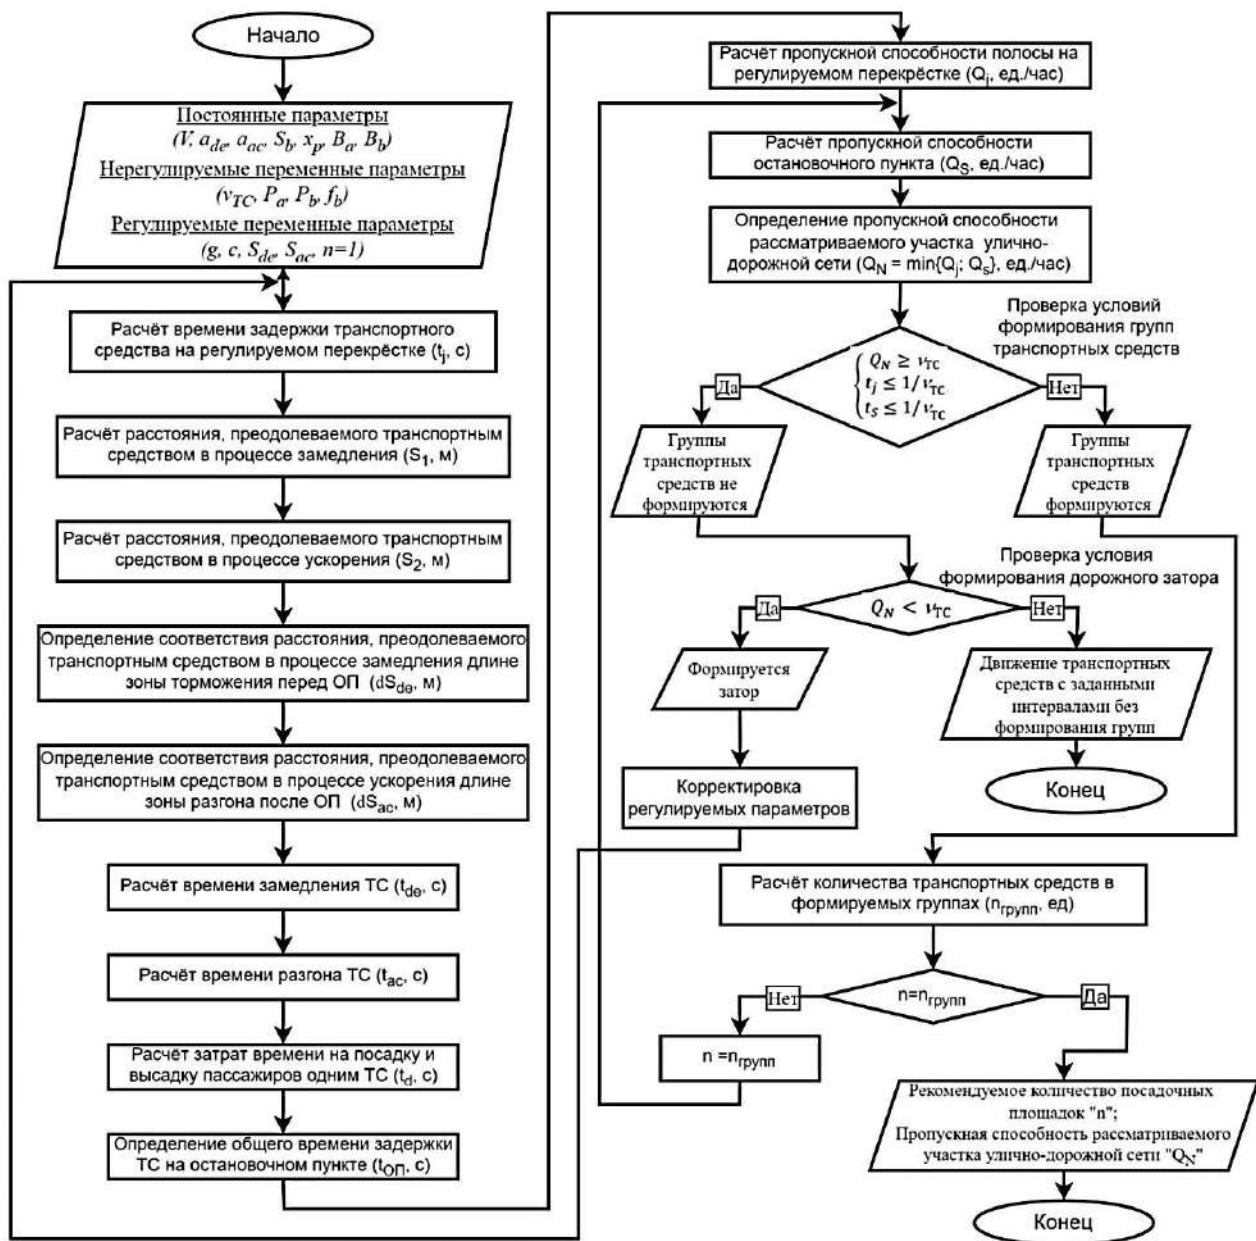 Начало
Постоянные параметры
(V, a_de, a_ac, S_b, x_p, B_a, B_b)
Нерегулируемые переменные параметры
(ν_TC, P_a, P_b, f_b)
Регулируемые переменные параметры
(g, c, S_de, S_ac, n=1)
Расчёт времени задержки транспортного
средства на регулируемом перекрёстке (t_j, с)
Расчёт расстояния, преодолеваемого транспортным
средством в процессе замедления (S_1, м)
Расчёт расстояния, преодолеваемого транспортным
средством в процессе ускорения (S_2, м)
Определение соответствия расстояния, преодолеваемого
транспортным средством в процессе замедления длине
зоны торможения перед ОП (dS_de, м)
Определение соответствия расстояния, преодолеваемого
транспортным средством в процессе ускорения длине
зоны разгона после ОП (dS_ac, м)
Расчёт времени замедления ТС (t_de, с)
Расчёт времени разгона ТС (t_ac, с)
Расчёт затрат времени на посадку и
высадку пассажиров одним ТС (t_d, с)
Определение общего времени задержки
ТС на остановочном пункте (t_ОП, с)
Расчёт пропускной способности полосы на
регулируемом перекрёстке (Q_j, ед./час)
Расчёт пропускной способности
остановочного пункта (Q_S, ед./час)
Определение пропускной способности
рассматриваемого участка улично-
дорожной сети (Q_N = min{Q_j; Q_s}, ед./час)
Проверка условий
формирования групп
транспортных средств
Q_N ≥ ν_TC
t_j ≤ 1/ν_TC
t_S ≤ 1/ν_TC
Да
Нет
Группы
транспортных
средств не
формируются
Группы
транспортных
средств
формируются
Проверка условия
формирования дорожного затора
Q_N < ν_TC
Да
Нет
Формируется
затор
Движение транспортных
средств с заданными
интервалами без
формирования групп
Корректировка
регулируемых параметров
Конец
Расчёт количества транспортных средств в
формируемых группах (n_групп, ед)
n=n_групп
Нет
Да
n =n_групп
Рекомендуемое количество посадочных
площадок "n";
Пропускная способность рассматриваемого
участка улично-дорожной сети "Q_N"
Конец